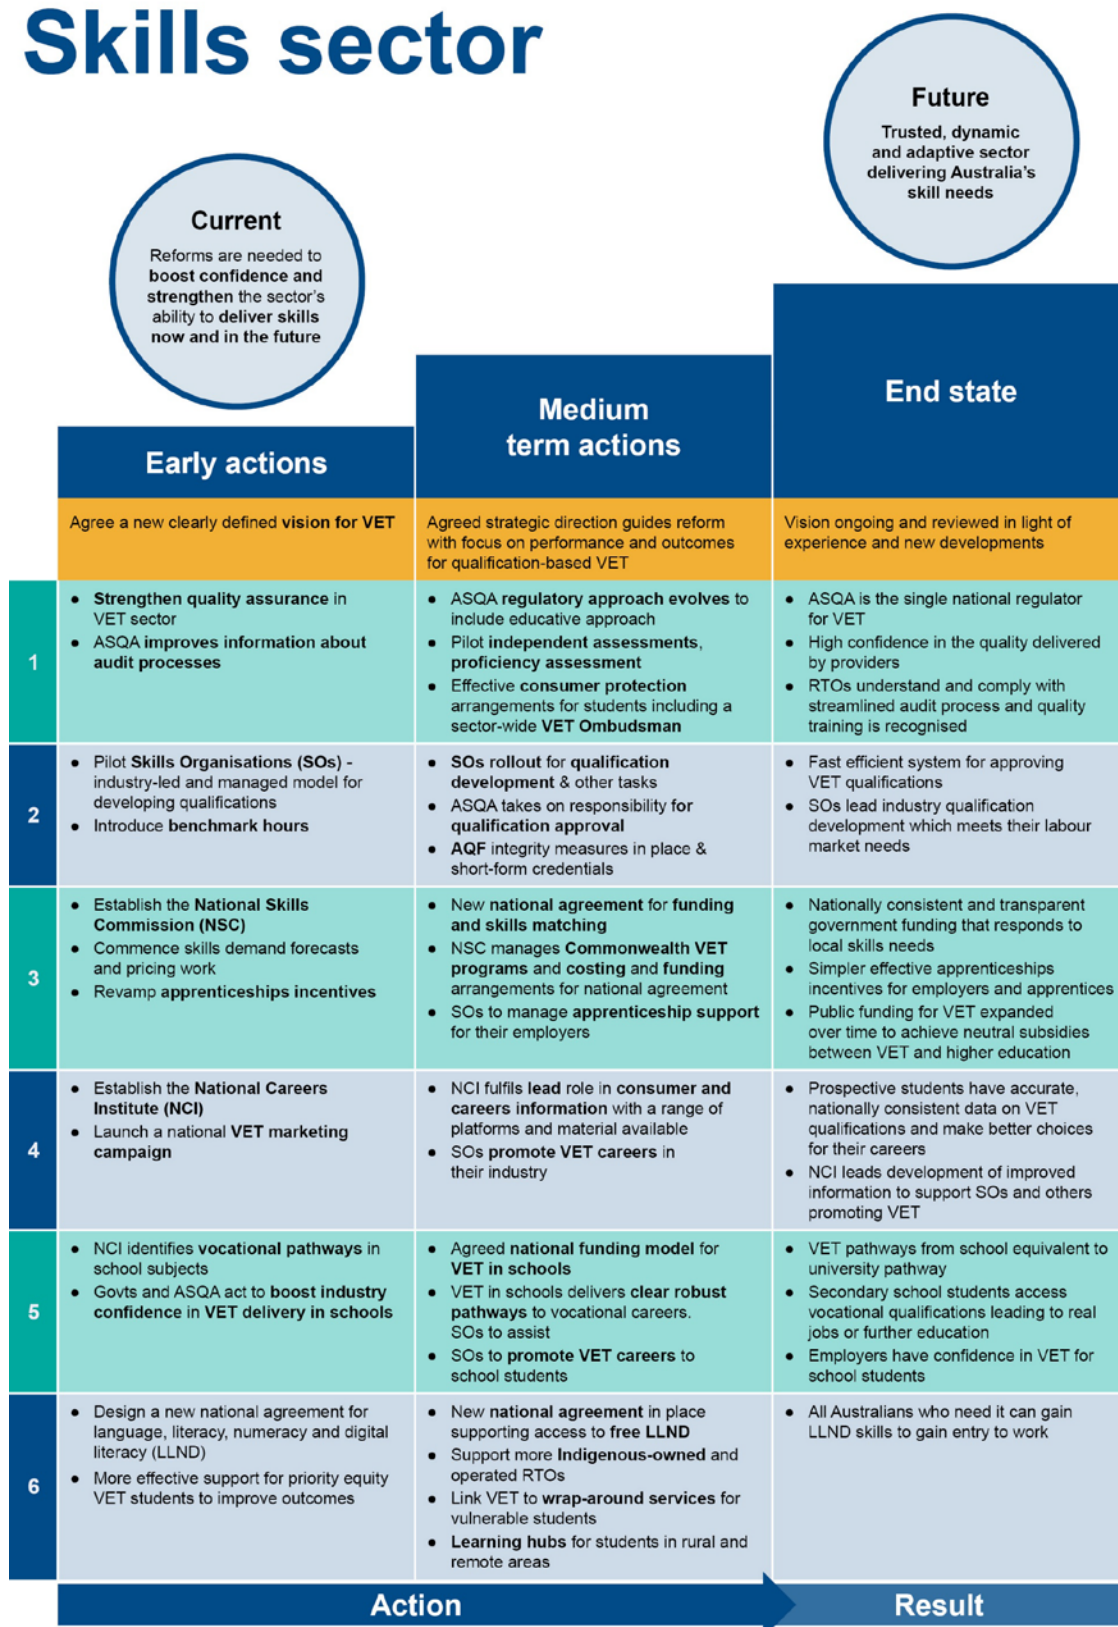 Skills sector
Future
Trusted, dynamic
and adaptive sector
delivering Australia's
skill needs
Current
Reforms are needed to
boost confidence and
strengthen the sector's
ability to deliver skills
now and in the future
Early actions
Medium
term actions
End state
Agree a new clearly defined vision for VET
Agreed strategic direction guides reform
with focus on performance and outcomes
for qualification-based VET
Vision ongoing and reviewed in light of
experience and new developments
1
● Strengthen quality assurance in
VET sector
● ASQA improves information about
audit processes
● ASQA regulatory approach evolves to
include educative approach
● Pilot independent assessments,
proficiency assessment
● Effective consumer protection
arrangements for students including a
sector-wide VET Ombudsman
● ASQA is the single national regulator
for VET
● High confidence in the quality delivered
by providers
● RTOs understand and comply with
streamlined audit process and quality
training is recognised
2
● Pilot Skills Organisations (SOs) -
industry-led and managed model for
developing qualifications
● Introduce benchmark hours
● SOs rollout for qualification
development & other tasks
● ASQA takes on responsibility for
qualification approval
● AQF integrity measures in place &
short-form credentials
● Fast efficient system for approving
VET qualifications
● SOs lead industry qualification
development which meets their labour
market needs
3
● Establish the National Skills
Commission (NSC)
● Commence skills demand forecasts
and pricing work
● Revamp apprenticeships incentives
● New national agreement for funding
and skills matching
● NSC manages Commonwealth VET
programs and costing and funding
arrangements for national agreement
● SOs to manage apprenticeship support
for their employers
● Nationally consistent and transparent
government funding that responds to
local skills needs
● Simpler effective apprenticeships
incentives for employers and apprentices
● Public funding for VET expanded
over time to achieve neutral subsidies
between VET and higher education
4
● Establish the National Careers
Institute (NCI)
● Launch a national VET marketing
campaign
● NCI fulfils lead role in consumer and
careers information with a range of
platforms and material available
● SOs promote VET careers in
their industry
● Prospective students have accurate,
nationally consistent data on VET
qualifications and make better choices
for their careers
● NCI leads development of improved
information to support SOs and others
promoting VET
5
● NCI identifies vocational pathways in
school subjects
● Govts and ASQA act to boost industry
confidence in VET delivery in schools
● Agreed national funding model for
VET in schools
● VET in schools delivers clear robust
pathways to vocational careers.
SOs to assist
● SOs to promote VET careers to
school students
● VET pathways from school equivalent to
university pathway
● Secondary school students access
vocational qualifications leading to real
jobs or further education
● Employers have confidence in VET for
school students
6
● Design a new national agreement for
language, literacy, numeracy and digital
literacy (LLND)
● More effective support for priority equity
VET students to improve outcomes
● New national agreement in place
supporting access to free LLND
● Support more Indigenous-owned and
operated RTOs
● Link VET to wrap-around services for
vulnerable students
● Learning hubs for students in rural and
remote areas
● All Australians who need it can gain
LLND skills to gain entry to work
Action
Result